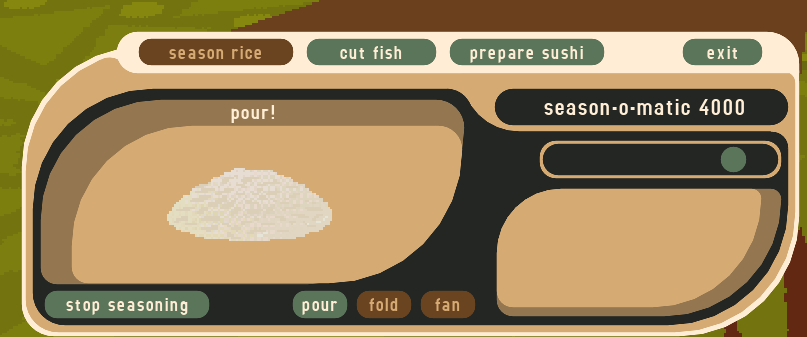 season rice cut fish prepare sushi exit
pour!
season-o-matic 4000
stop seasoning pour fold fan